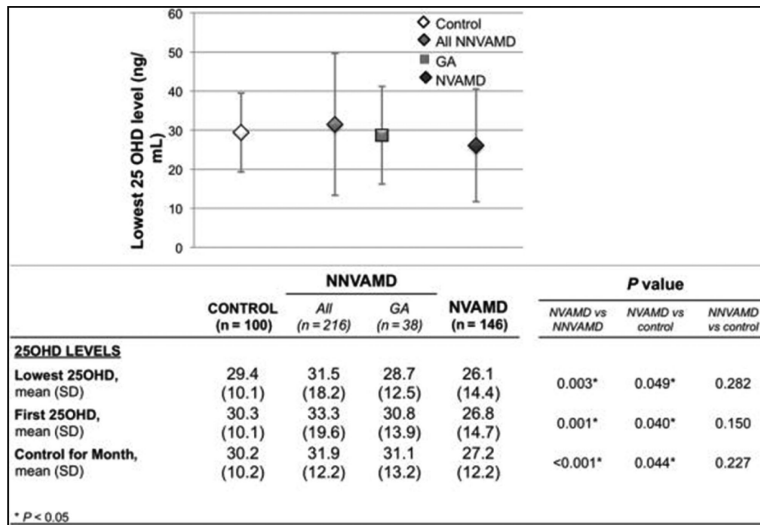 60
50
40
30
20
10
0
Lowest 25 OHD level (ng/
mL)
Control
All NNVAMD
GA
NVAMD
NNVAMD
P value
CONTROL
(n = 100)
All
(n = 216)
GA
(n = 38)
NVAMD
(n = 146)
NVAMD vs
NNVAMD
NVAMD vs
control
NNVAMD
vs control
25OHD LEVELS
Lowest 25OHD,
mean (SD)
29.4 31.5 28.7 26.1
(10.1) (18.2) (12.5) (14.4)
0.003* 0.049* 0.282
First 25OHD,
mean (SD)
30.3 33.3 30.8 26.8
(10.1) (19.6) (13.9) (14.7)
0.001* 0.040* 0.150
Control for Month,
mean (SD)
30.2 31.9 31.1 27.2
(10.2) (12.2) (13.2) (12.2)
<0.001* 0.044* 0.227
* P < 0.05